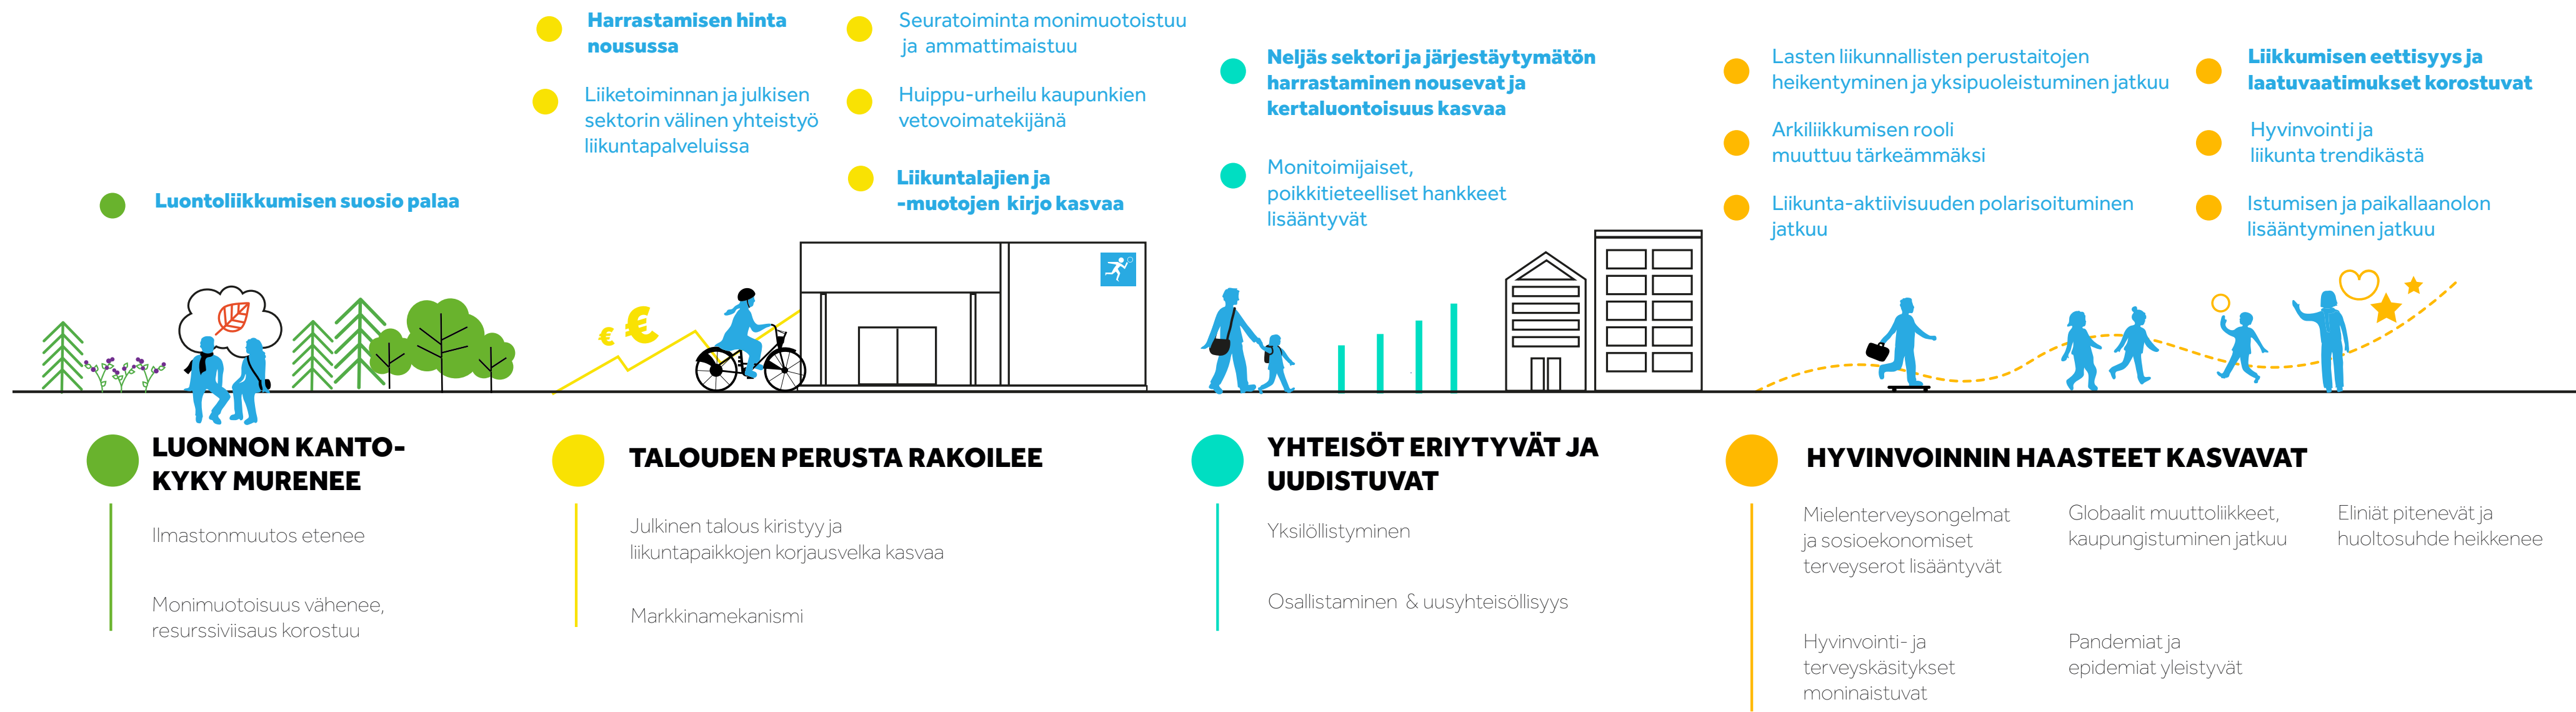 Luontoliikkumisen suosio palaa
Harrastamisen hinta
nousussa
Liiketoiminnan ja julkisen
sektorin välinen yhteistyö
liikuntapalveluissa
Seuratoiminta monimuotoistuu
ja ammattimaistuu
Huippu-urheilu kaupunkien
vetovoimatekijänä
Liikuntalajien ja
-muotojen kirjo kasvaa
Neljäs sektori ja järjestäytymätön
harrastaminen nousevat ja
kertaluontoisuus kasvaa
Monitoimijaiset,
poikkitieteelliset hankkeet
lisääntyvät
Lasten liikunnallisten perustaitojen
heikentyminen ja yksipuoleistuminen jatkuu
Arkiliikkumisen rooli
muuttuu tärkeämmäksi
Liikunta-aktiivisuuden polarisoituminen
jatkuu
Liikkumisen eettisyys ja
laatuvaatimukset korostuvat
Hyvinvointi ja
liikunta trendikästä
Istumisen ja paikallaanolon
lisääntyminen jatkuu
€
€
LUONNON KANTO-
KYKY MURENEE
Ilmastonmuutos etenee
Monimuotoisuus vähenee,
resurssiviisaus korostuu
TALOUDEN PERUSTA RAKOILEE
Julkinen talous kiristyy ja
liikuntapaikkojen korjausvelka kasvaa
Markkinamekanismi
YHTEISÖT ERIYTYVÄT JA
UUDISTUVAT
Yksilöllistyminen
Osallistaminen & uusyhteisöllisyys
HYVINVOINNIN HAASTEET KASVAVAT
Mielenterveysongelmat
ja sosioekonomiset
terveyserot lisääntyvät
Globaalit muuttoliikkeet,
kaupungistuminen jatkuu
Eliniät pitenevät ja
huoltosuhde heikkenee
Hyvinvointi- ja
terveyskäsitykset
moninaistuvat
Pandemiat ja
epidemiat yleistyvät